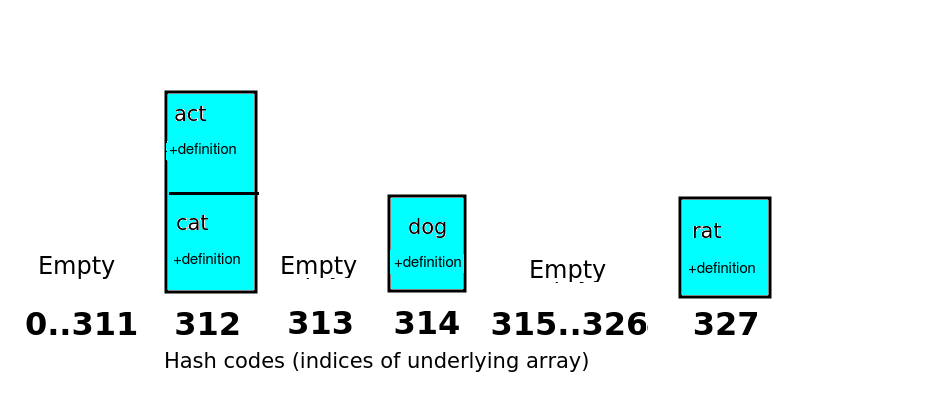 act
+definition
cat
+definition
Empty
Empty
dog
+definition
Empty
rat
+definition
0..311 312 313 314 315..326 327
Hash codes (indices of underlying array)